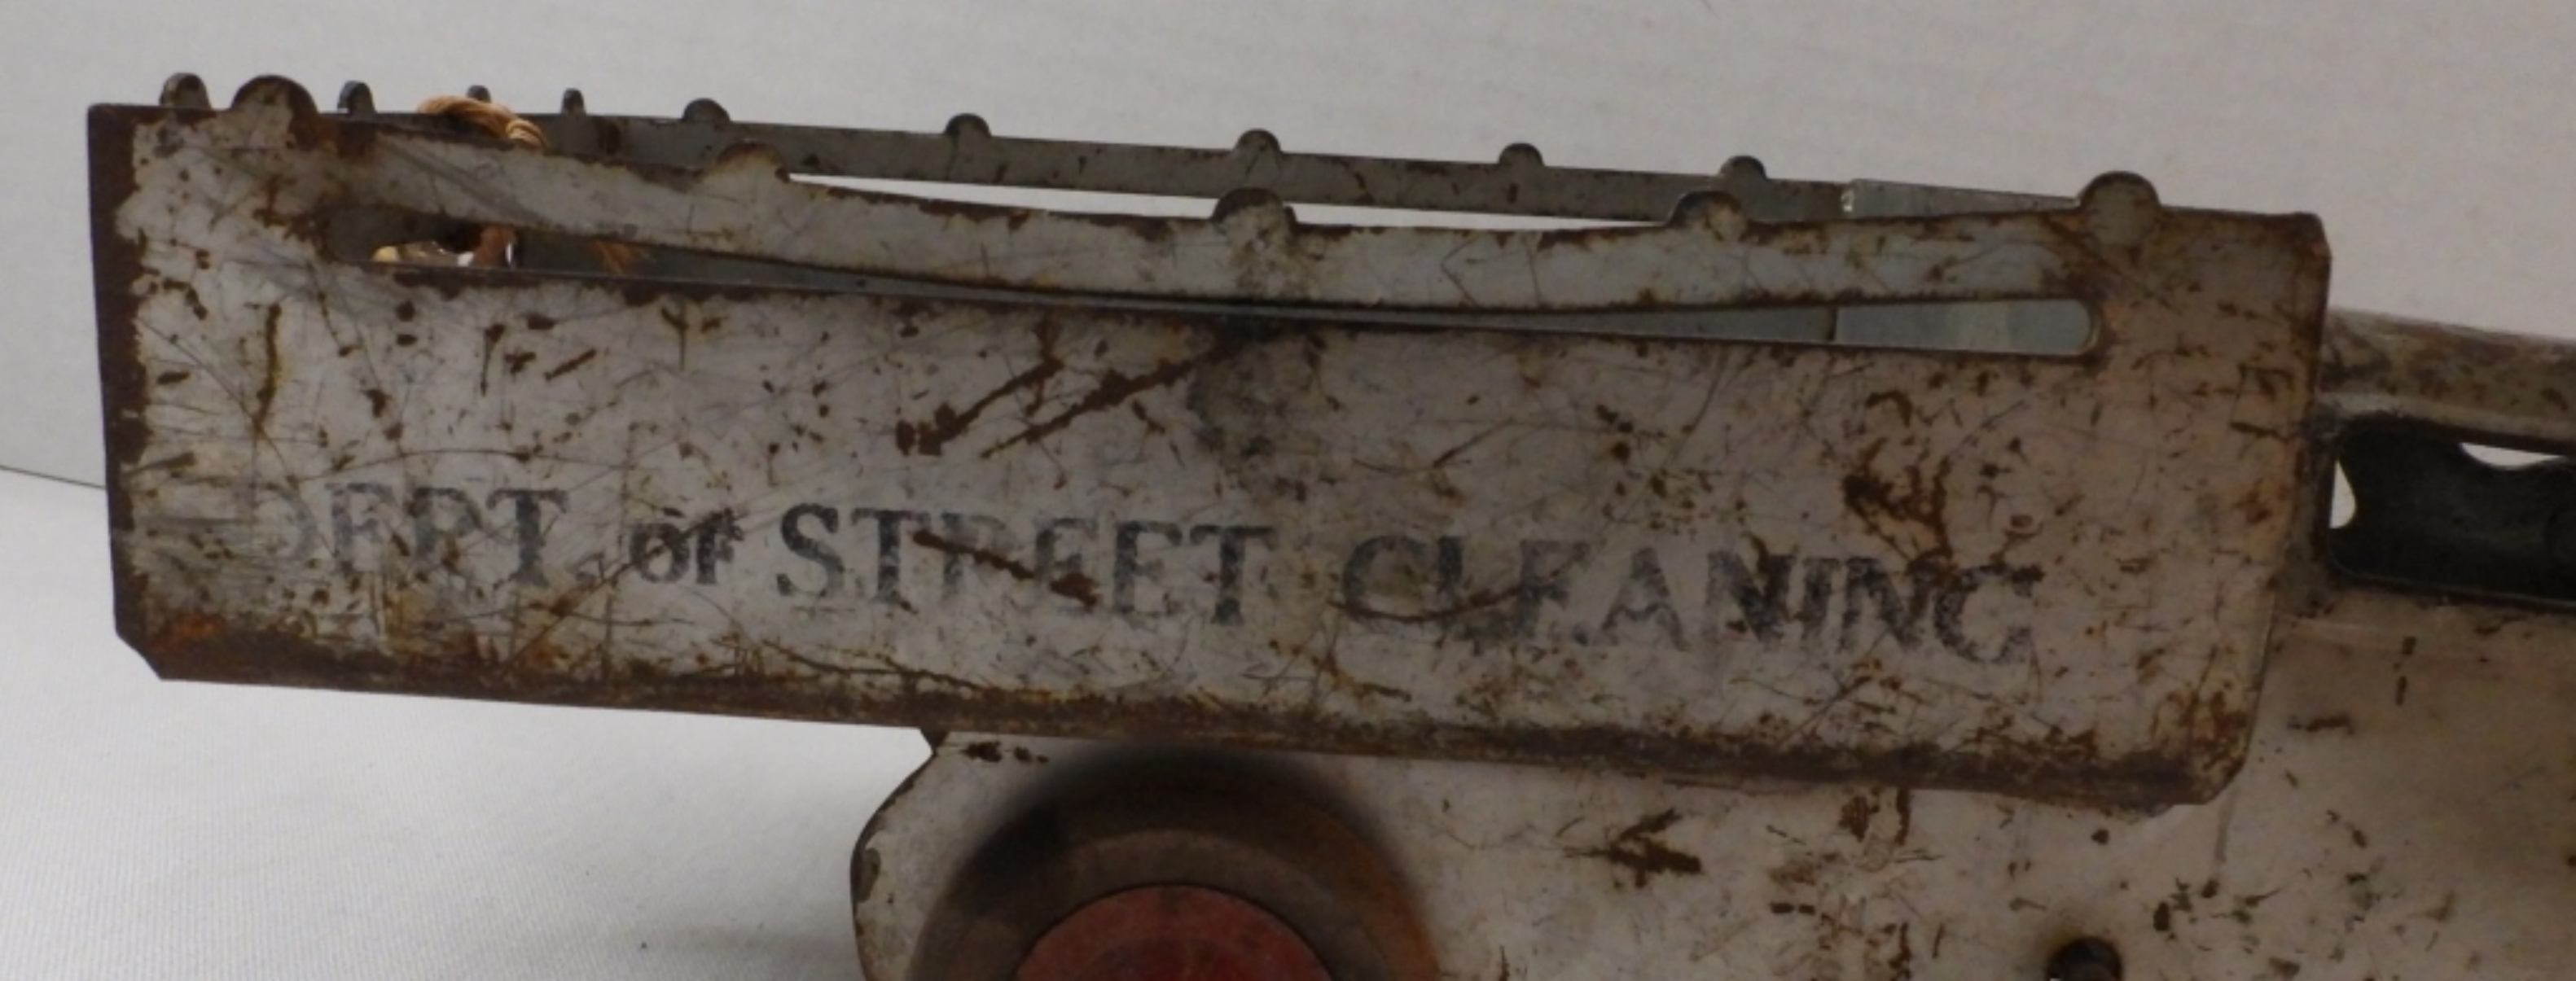 DEPT. OF STREET CLEANING